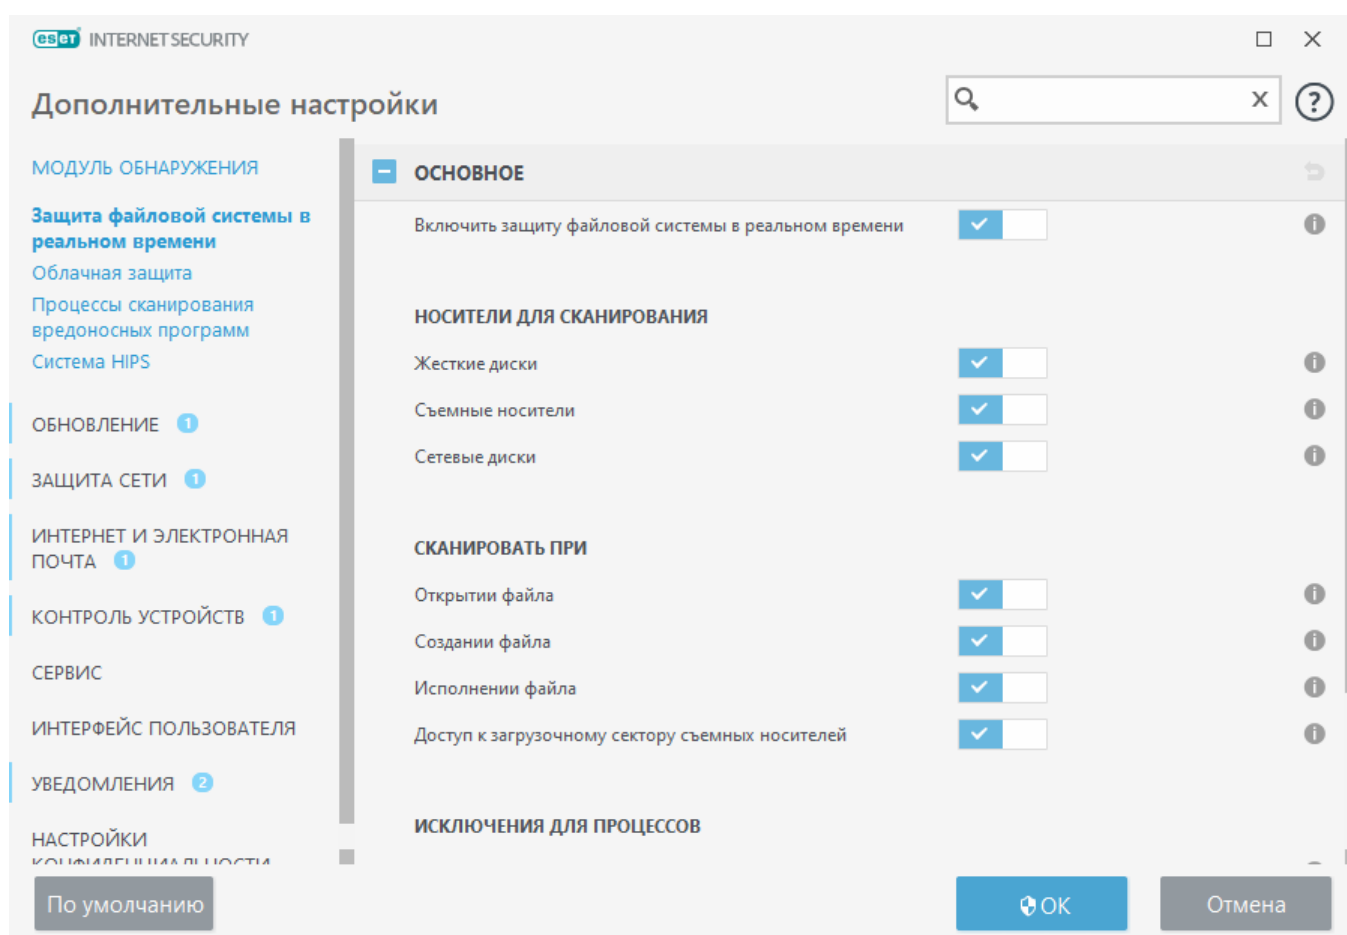 eset INTERNET SECURITY
Дополнительные настройки
x
?
МОДУЛЬ ОБНАРУЖЕНИЯ
Защита файловой системы в
реальном времени
Облачная защита
Процессы сканирования
вредоносных программ
Система HIPS
ОБНОВЛЕНИЕ 1
ЗАЩИТА СЕТИ 1
ИНТЕРНЕТ И ЭЛЕКТРОННАЯ
ПОЧТА 1
КОНТРОЛЬ УСТРОЙСТВ 1
СЕРВИС
ИНТЕРФЕЙС ПОЛЬЗОВАТЕЛЯ
УВЕДОМЛЕНИЯ 2
НАСТРОЙКИ
КОНФИДЕНЦИАЛЬНОСТИ
ОСНОВНОЕ
Включить защиту файловой системы в реальном времени
НОСИТЕЛИ ДЛЯ СКАНИРОВАНИЯ
Жесткие диски
Съемные носители
Сетевые диски
СКАНИРОВАТЬ ПРИ
Открытии файла
Создании файла
Исполнении файла
Доступ к загрузочному сектору съемных носителей
ИСКЛЮЧЕНИЯ ДЛЯ ПРОЦЕССОВ
По умолчанию
ОК
Отмена